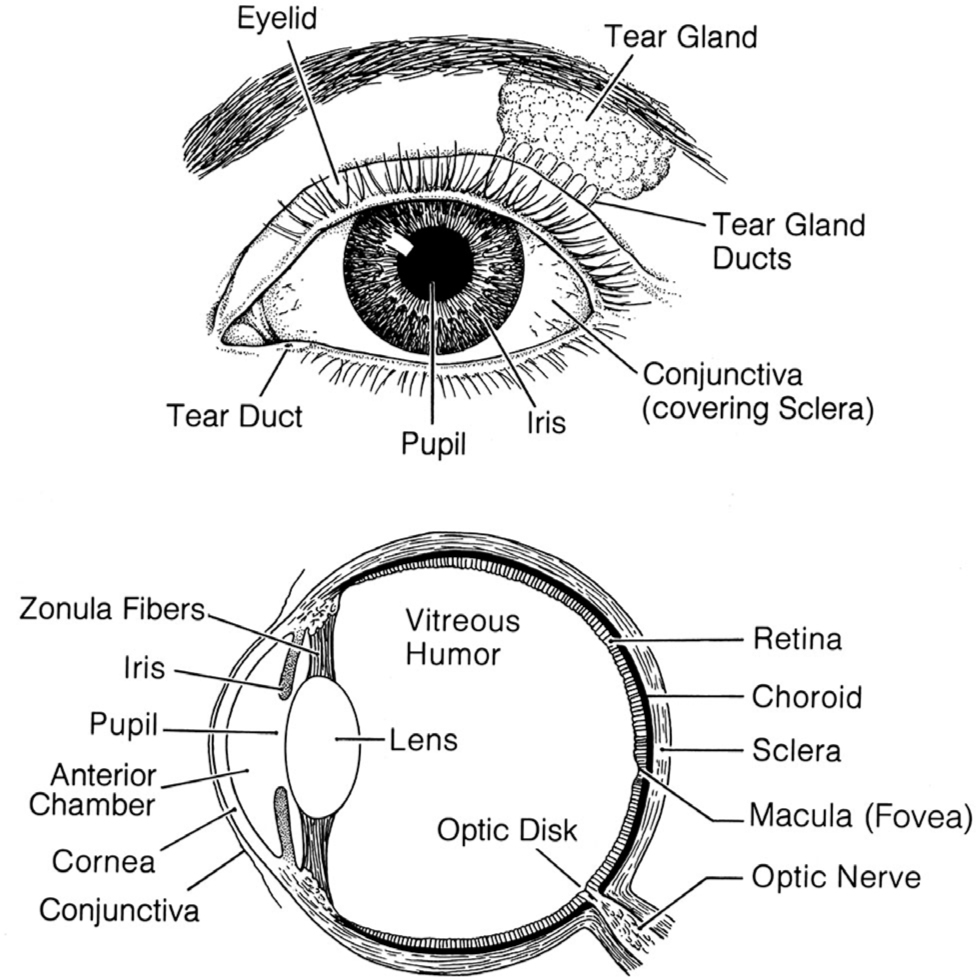 Eyelid
Tear Gland
Tear Gland
Ducts
Conjunctiva
(covering Sclera)
Tear Duct
Iris
Pupil
Zonula Fibers
Vitreous
Humor
Retina
Iris
Choroid
Pupil
Lens
Sclera
Anterior
Chamber
Macula (Fovea)
Optic Disk
Cornea
Optic Nerve
Conjunctiva